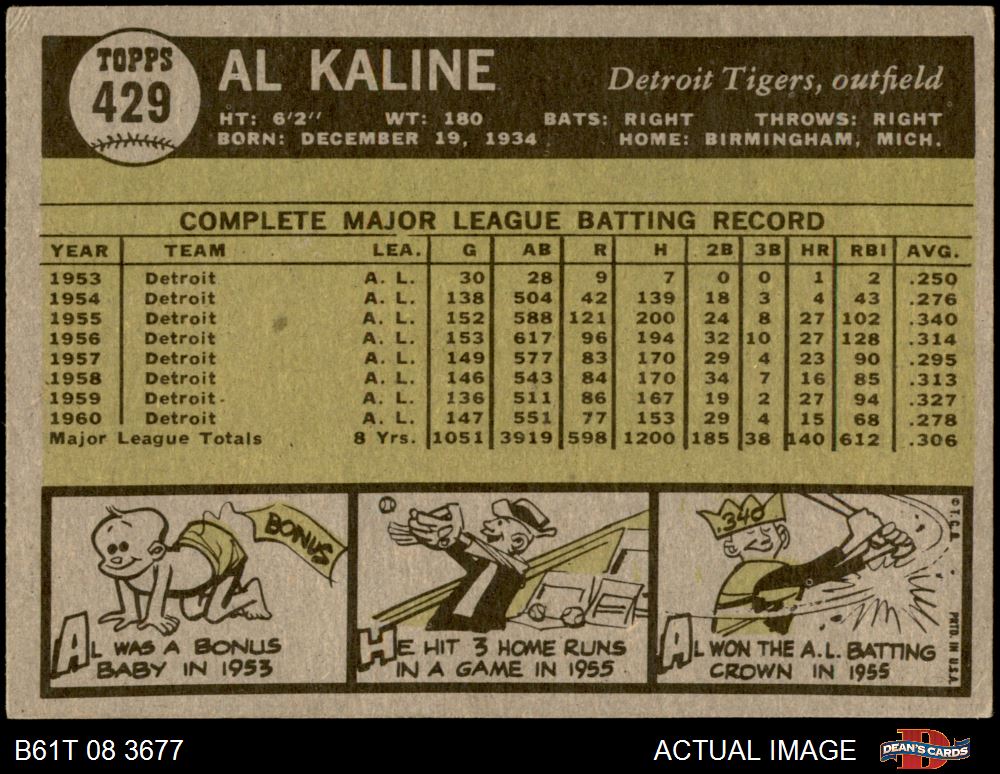 TOPPS
429
AL KALINE
Detroit Tigers, outfield
HT: 6'2" WT: 180 BATS: RIGHT THROWS: RIGHT
BORN: DECEMBER 19, 1934 HOME: BIRMINGHAM, MICH.
COMPLETE MAJOR LEAGUE BATTING RECORD
YEAR TEAM LEA. G AB R H 2B 3B HR RBI AVG.
1953 Detroit A. L. 30 28 9 7 0 0 1 2 .250
1954 Detroit A. L. 138 504 42 139 18 3 4 43 .276
1955 Detroit A. L. 152 588 121 200 24 8 27 102 .340
1956 Detroit A. L. 153 617 96 194 32 10 27 128 .314
1957 Detroit A. L. 149 577 83 170 29 4 23 90 .295
1958 Detroit A. L. 146 543 84 170 34 7 16 85 .313
1959 Detroit A. L. 136 511 86 167 19 2 27 94 .327
1960 Detroit A. L. 147 551 77 153 29 4 15 68 .278
Major League Totals 8 Yrs. 1051 3919 598 1200 185 38 140 612 .306
BONUS
AL WAS A BONUS
BABY IN 1953
HE HIT 3 HOME RUNS
IN A GAME IN 1955
.340
AL WON THE A.L. BATTING
CROWN IN 1955
© T.C.G. PRTD. IN U.S.A.
B61T 08 3677
ACTUAL IMAGE
DEAN'S CARDS